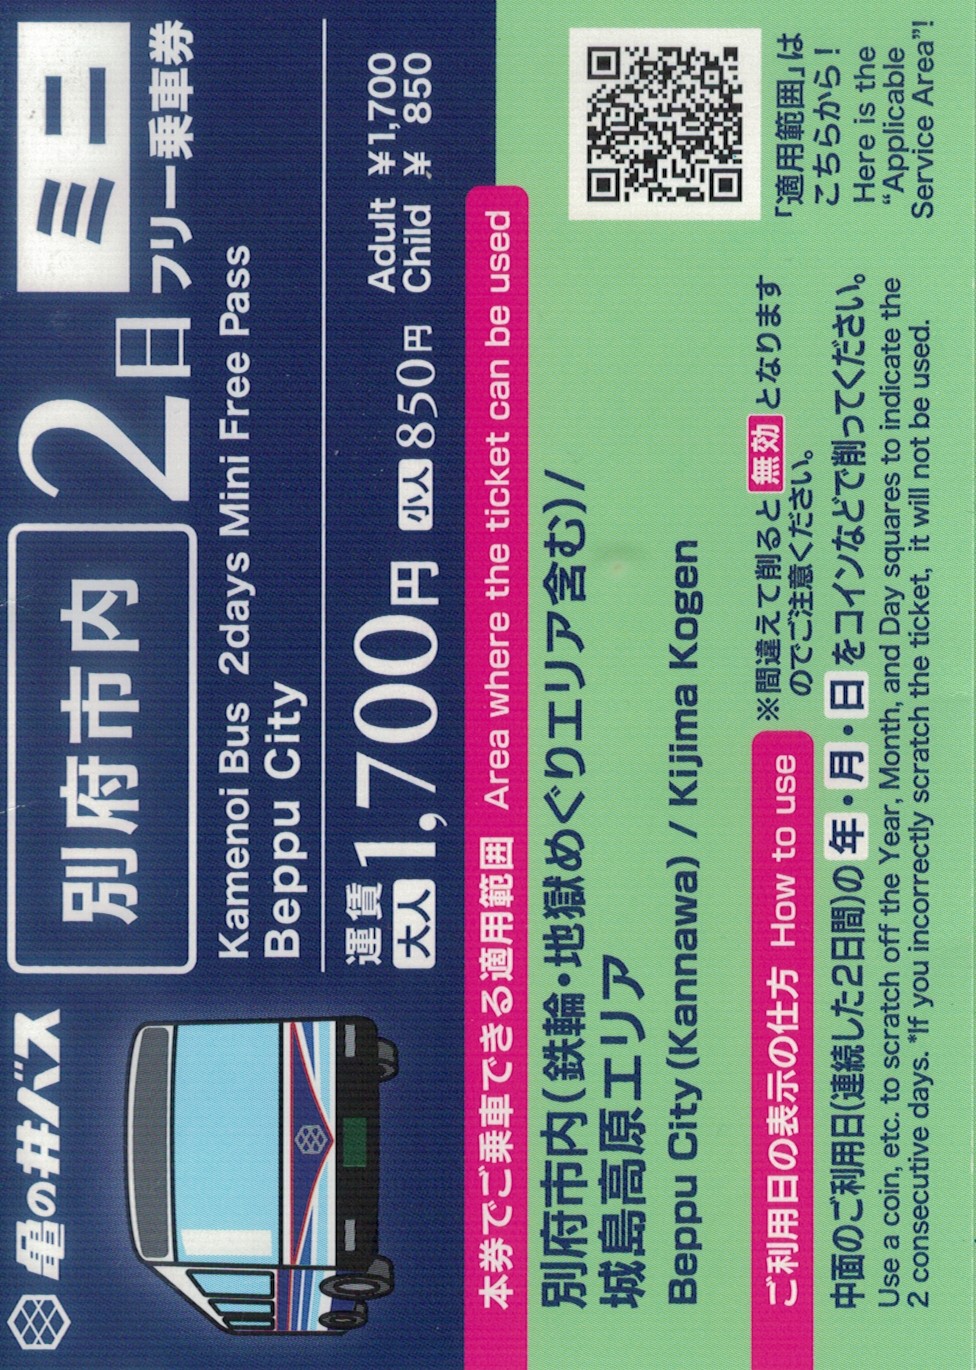 亀の井バス
別府市内 2日 フリー乗車券 ミニ
Kamenoi Bus 2days Mini Free Pass
Beppu City
運賃 大人 1,700円 小人 850円
Adult ¥1,700
Child ¥ 850
本券でご乗車できる適用範囲 Area where the ticket can be used
別府市内(鉄輪・地獄めぐりエリア含む)/
城島高原エリア
Beppu City (Kannawa) / Kijima Kogen
「適用範囲」は
こちらから!
Here is the
“Applicable
Service Area”!
ご利用日の表示の仕方 How to use
※間違えて削ると 無効 となります
のでご注意ください。
中面のご利用日(連続した2日間)の 年・月・日 をコインなどで削ってください。
Use a coin, etc. to scratch off the Year, Month, and Day squares to indicate the
2 consecutive days. *If you incorrectly scratch the ticket, it will not be used.